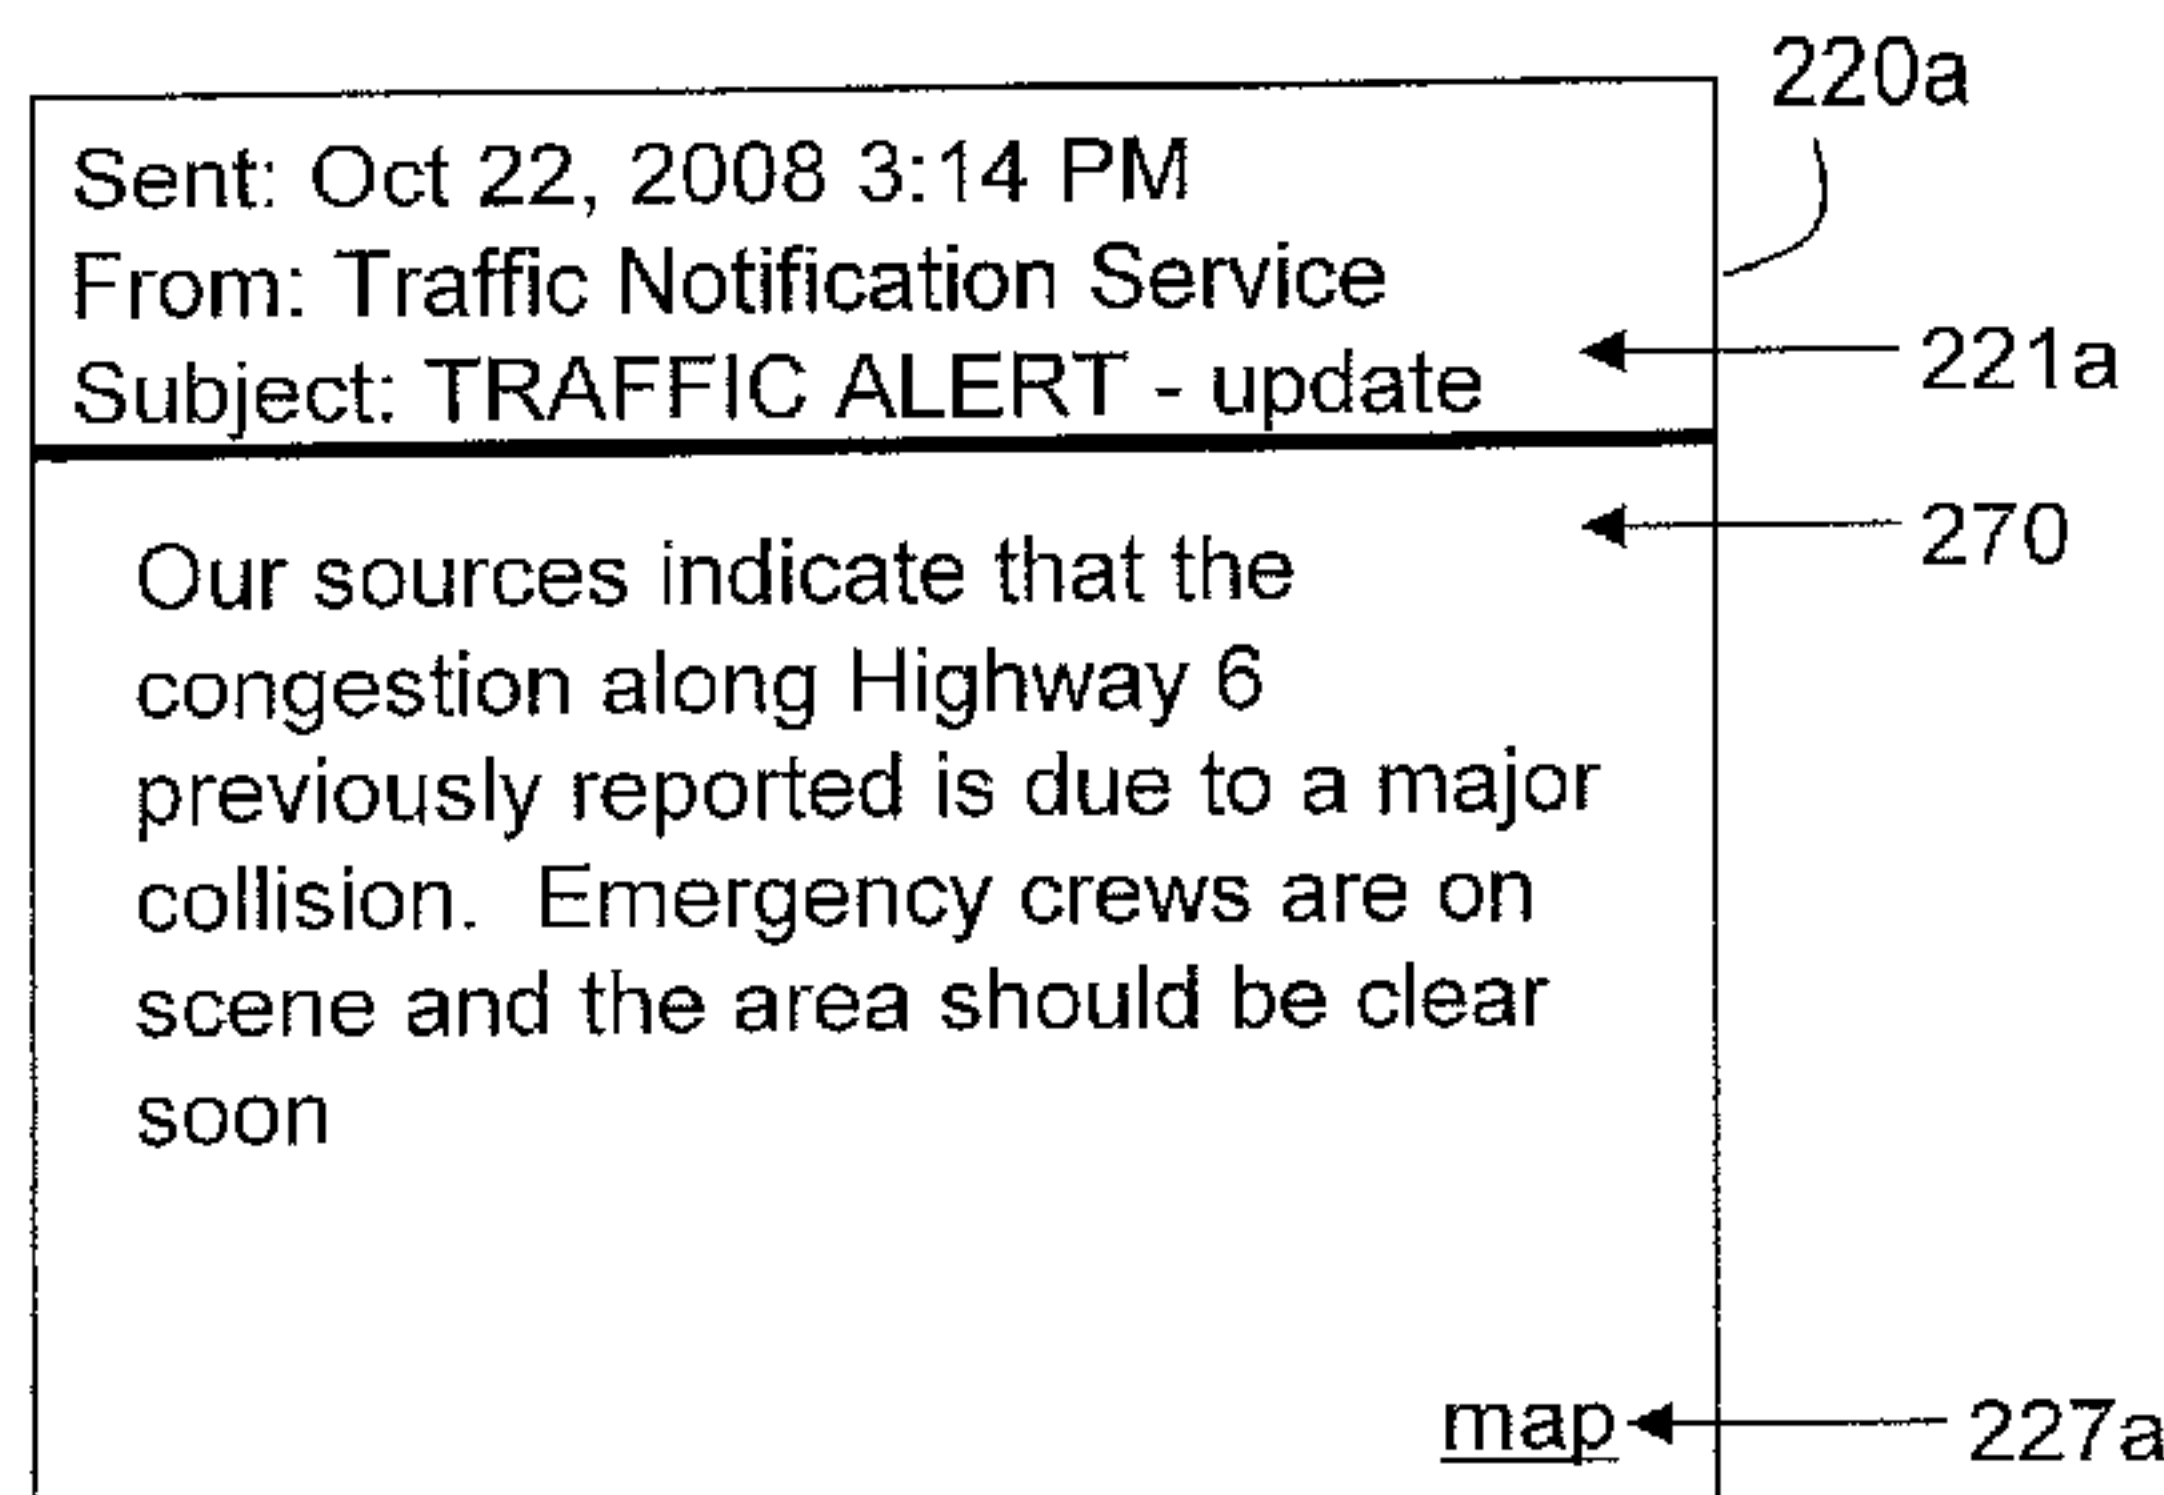 220a
Sent: Oct 22, 2008 3:14 PM
From: Traffic Notification Service
Subject: TRAFFIC ALERT - update
221a
270
Our sources indicate that the
congestion along Highway 6
previously reported is due to a major
collision.  Emergency crews are on
scene and the area should be clear
soon
map
227a